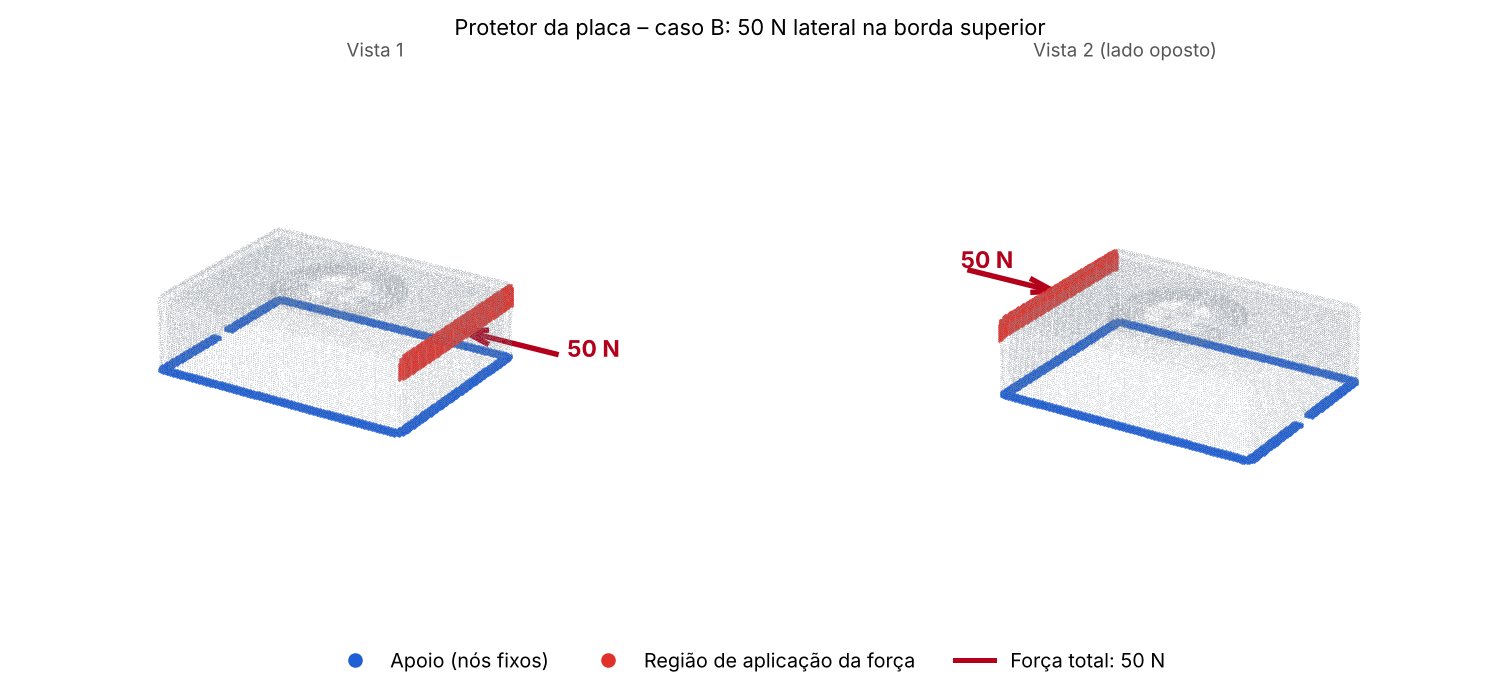 Protetor da placa – caso B: 50 N lateral na borda superior
Vista 1
Vista 2 (lado oposto)
50 N
50 N
Apoio (nós fixos)
Região de aplicação da força
Força total: 50 N